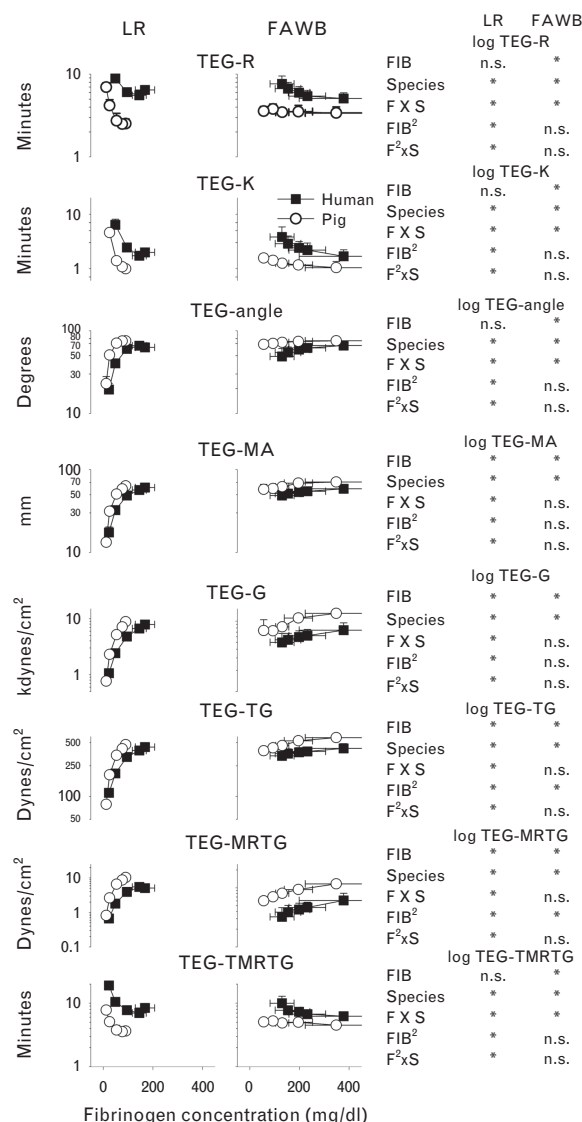 LR FAWB LR FAWB
log TEG-R
TEG-R
10
1
Minutes
FIB n.s. *
Species * *
F X S * *
FIB² * n.s.
F²xS * n.s.
log TEG-K
TEG-K
10
1
Minutes
Human
Pig
FIB n.s. *
Species * *
F X S * *
FIB² * n.s.
F²xS * n.s.
log TEG-angle
TEG-angle
100
70
50
30
10
Degrees
FIB n.s. *
Species * *
F X S * *
FIB² * n.s.
F²xS * n.s.
log TEG-MA
TEG-MA
100
70
50
30
10
mm
FIB * *
Species * *
F X S * n.s.
FIB² * n.s.
F²xS * n.s.
log TEG-G
TEG-G
10
1
kdynes/cm²
FIB * *
Species * *
F X S * n.s.
FIB² * n.s.
F²xS * n.s.
log TEG-TG
TEG-TG
500
250
100
50
Dynes/cm²
FIB * *
Species * *
F X S * n.s.
FIB² * *
F²xS * n.s.
log TEG-MRTG
TEG-MRTG
10
1
0.1
Dynes/cm²
FIB * *
Species * *
F X S * n.s.
FIB² * *
F²xS * n.s.
log TEG-TMRTG
TEG-TMRTG
10
1
Minutes
FIB n.s. *
Species * *
F X S * *
FIB² * n.s.
F²xS * n.s.
0 200 400 0 200 400
Fibrinogen concentration (mg/dl)